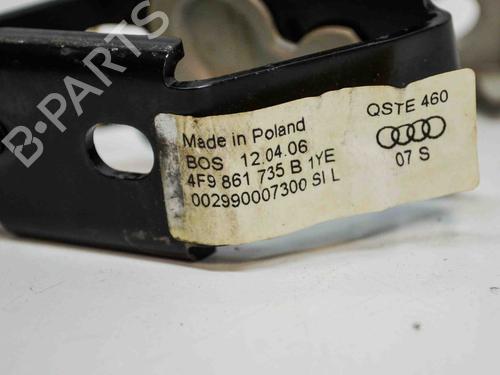 B-PARTS
QSTE 460
Made in Poland
BOS 12.04.06
07 S
4F9 861 735 B 1YE
002990007300 SI L